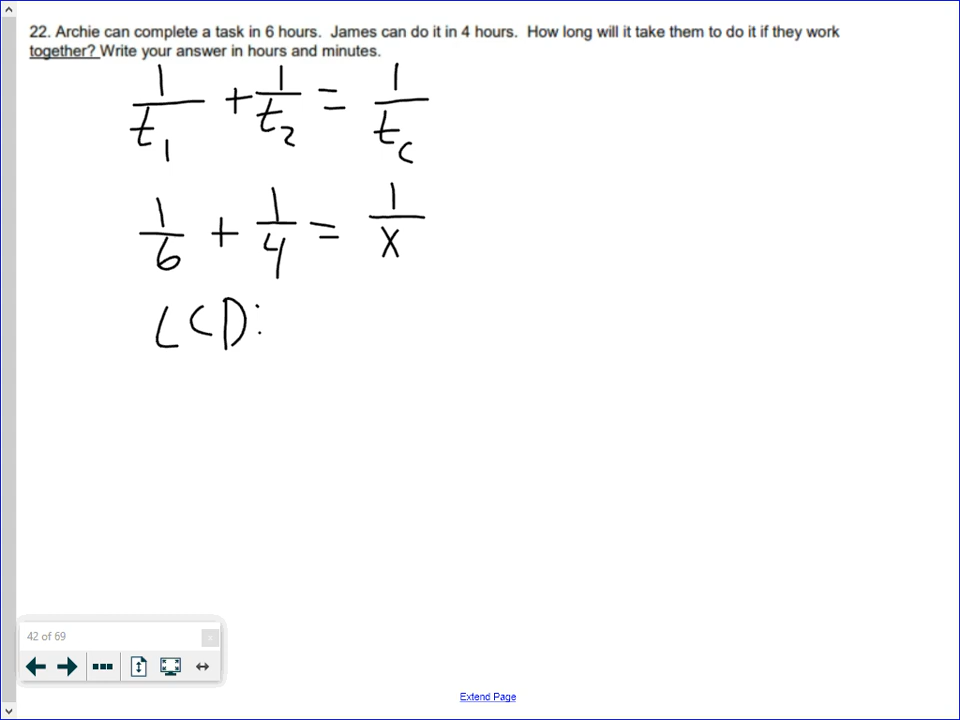 22. Archie can complete a task in 6 hours. James can do it in 4 hours. How long will it take them to do it if they work
together? Write your answer in hours and minutes.
1/t₁ + 1/t₂ = 1/t_c
1/6 + 1/4 = 1/x
LCD:
42 of 69
Extend Page